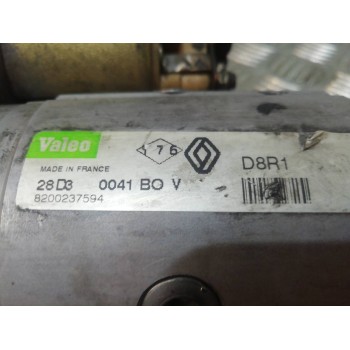 Valeo
176
D8R1
MADE IN FRANCE
28D3 0041 BO V
8200237594